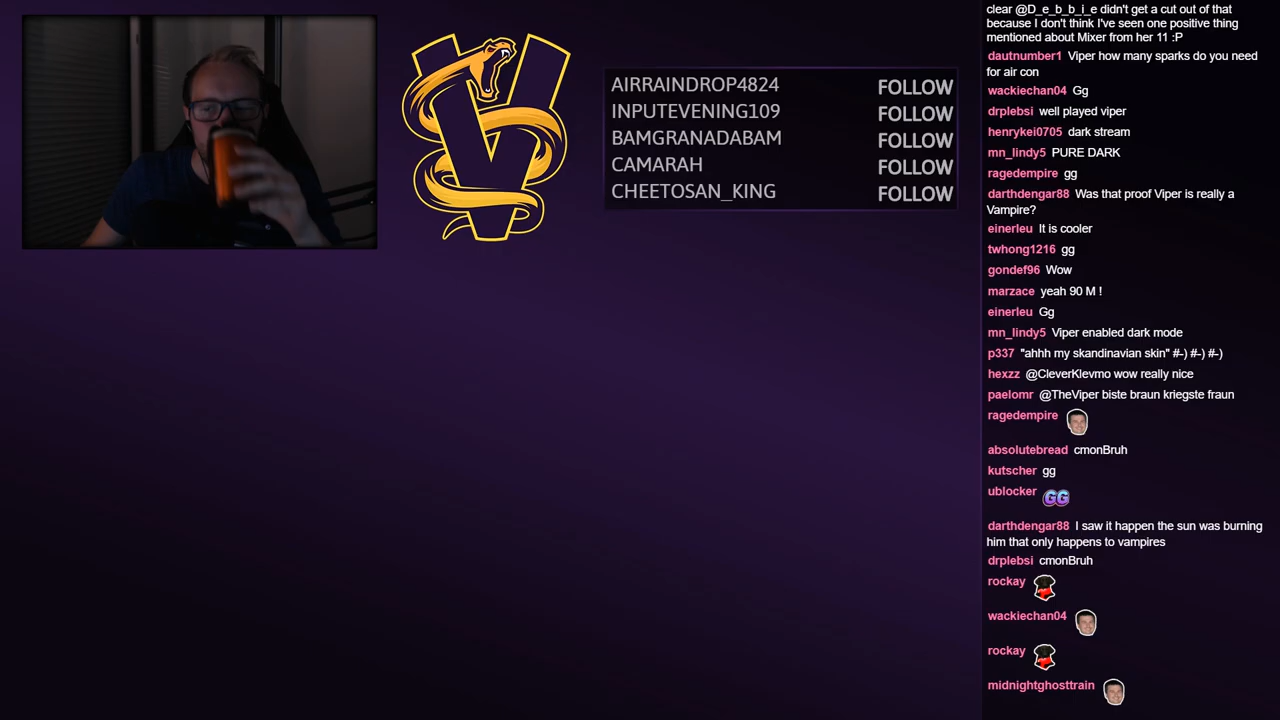 AIRRAINDROP4824 FOLLOW
INPUTEVENING109 FOLLOW
BAMGRANADABAM FOLLOW
CAMARAH FOLLOW
CHEETOSAN_KING FOLLOW
clear @D_e_b_b_i_e didn't get a cut out of that
because I don't think I've seen one positive thing
mentioned about Mixer from her 11 :P
dautnumber1 Viper how many sparks do you need
for air con
wackiechan04 Gg
drplebsi well played viper
henrykei0705 dark stream
mn_lindy5 PURE DARK
ragedempire gg
darthdengar88 Was that proof Viper is really a
Vampire?
einerleu It is cooler
twhong1216 gg
gondef96 Wow
marzace yeah 90 M !
einerleu Gg
mn_lindy5 Viper enabled dark mode
p337 "ahhh my skandinavian skin" #-) #-) #-)
hexzz @CleverKlevmo wow really nice
paelomr @TheViper biste braun kriegste fraun
ragedempire
absolutebread cmonBruh
kutscher gg
ublocker GG
darthdengar88 I saw it happen the sun was burning
him that only happens to vampires
drplebsi cmonBruh
rockay
wackiechan04
rockay
midnightghosttrain